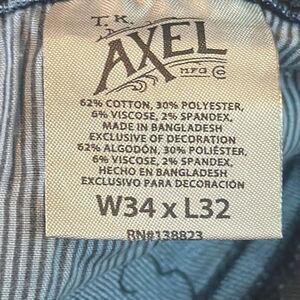 T.K.
AXEL
MFG Co
62% COTTON, 30% POLYESTER,
6% VISCOSE, 2% SPANDEX,
MADE IN BANGLADESH
EXCLUSIVE OF DECORATION
62% ALGODÓN, 30% POLIÉSTER,
6% VISCOSE, 2% SPANDEX,
HECHO EN BANGLADESH
EXCLUSIVO PARA DECORACIÓN
W34 x L32
RN#138823